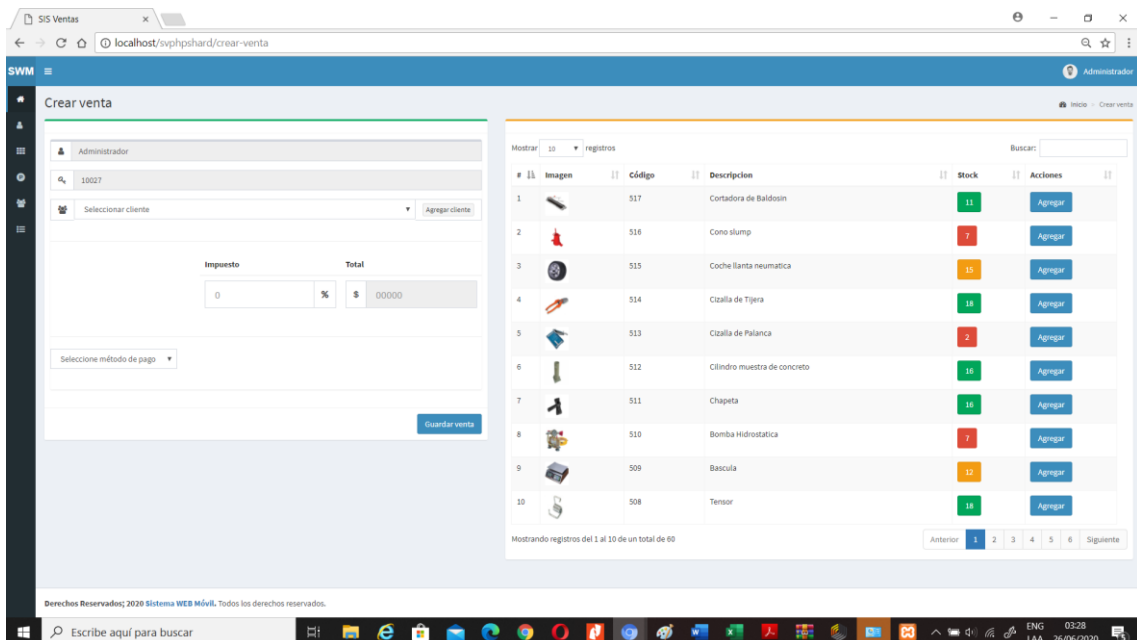 SIS Ventas
localhost/svphpshard/crear-venta
SWM
Administrador
Crear venta
Inicio > Crear venta
Administrador
10027
Seleccionar cliente
Agregar cliente
Impuesto Total
0 % $ 00000
Seleccione método de pago
Guardar venta
Mostrar 10 registros Buscar:
# Imagen Código Descripcion Stock Acciones
1 517 Cortadora de Baldosin 11 Agregar
2 516 Cono slump 7 Agregar
3 515 Coche llanta neumatica 15 Agregar
4 514 Cizalla de Tijera 18 Agregar
5 513 Cizalla de Palanca 2 Agregar
6 512 Cilindro muestra de concreto 16 Agregar
7 511 Chapeta 16 Agregar
8 510 Bomba Hidrostatica 7 Agregar
9 509 Bascula 12 Agregar
10 508 Tensor 18 Agregar
Mostrando registros del 1 al 10 de un total de 60
Anterior 1 2 3 4 5 6 Siguiente
Derechos Reservados; 2020 Sistema WEB Móvil. Todos los derechos reservados.
Escribe aquí para buscar
ENG 03:28
LAA 26/06/2020